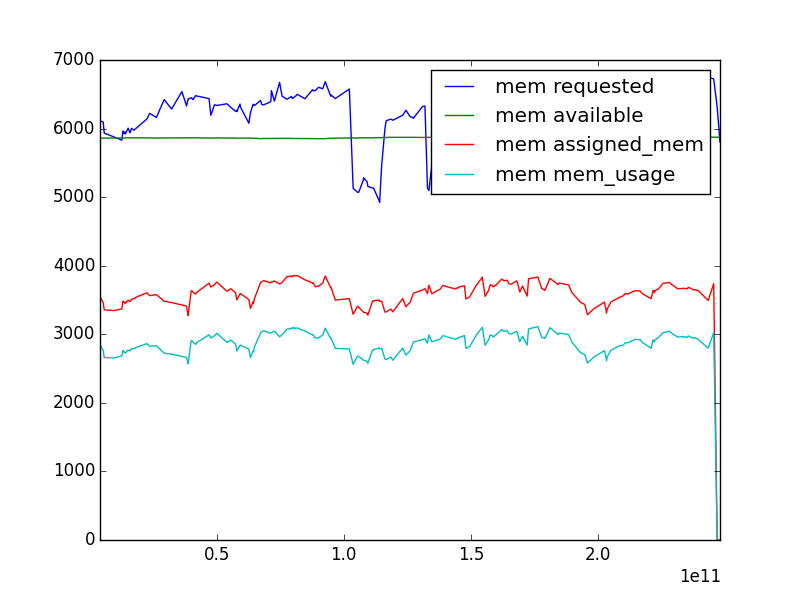 7000
6000
5000
4000
3000
2000
1000
0
mem requested
mem available
mem assigned_mem
mem mem_usage
0.5 1.0 1.5 2.0
1e11